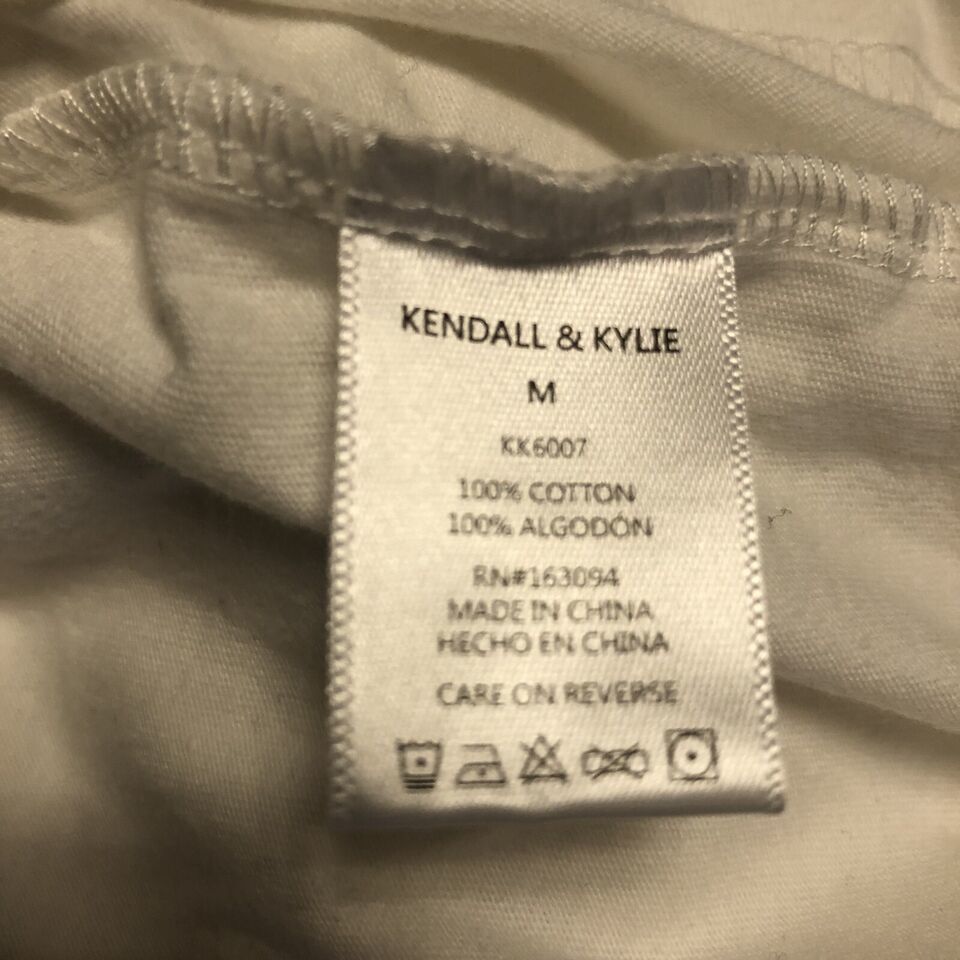 KENDALL & KYLIE
M
KK6007
100% COTTON
100% ALGODÓN
RN#163094
MADE IN CHINA
HECHO EN CHINA
CARE ON REVERSE